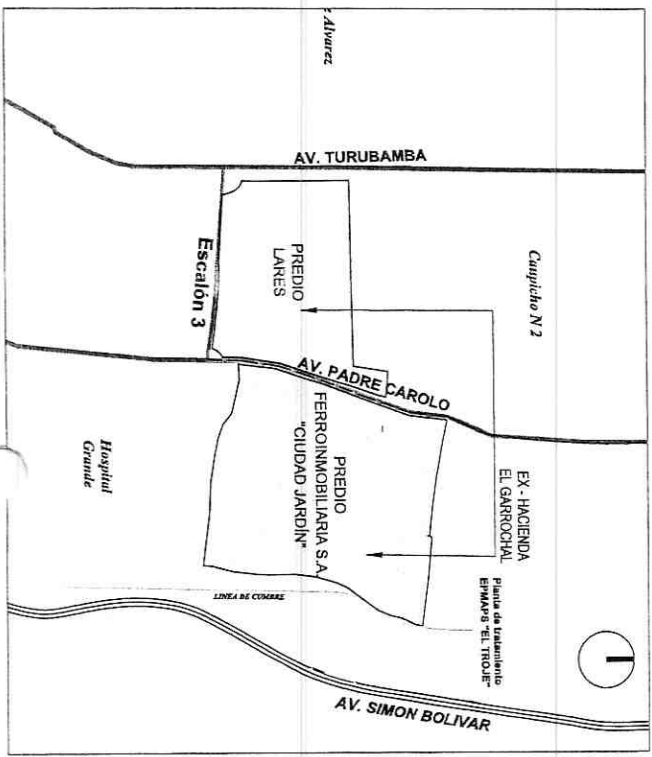 : Alvarez
AV. TURUBAMBA
Caupicho N 2
PREDIO
LARES
Escalón 3
AV. PADRE CAROLO
EX - HACIENDA
EL GARROCHAL
PREDIO
FERROINMOBILIARIA S.A.
"CIUDAD JARDÍN"
Hospital
Grande
LINEA DE CUMBRE
Planta de tratamiento
EPMAPS "EL TROJE"
AV. SIMON BOLIVAR